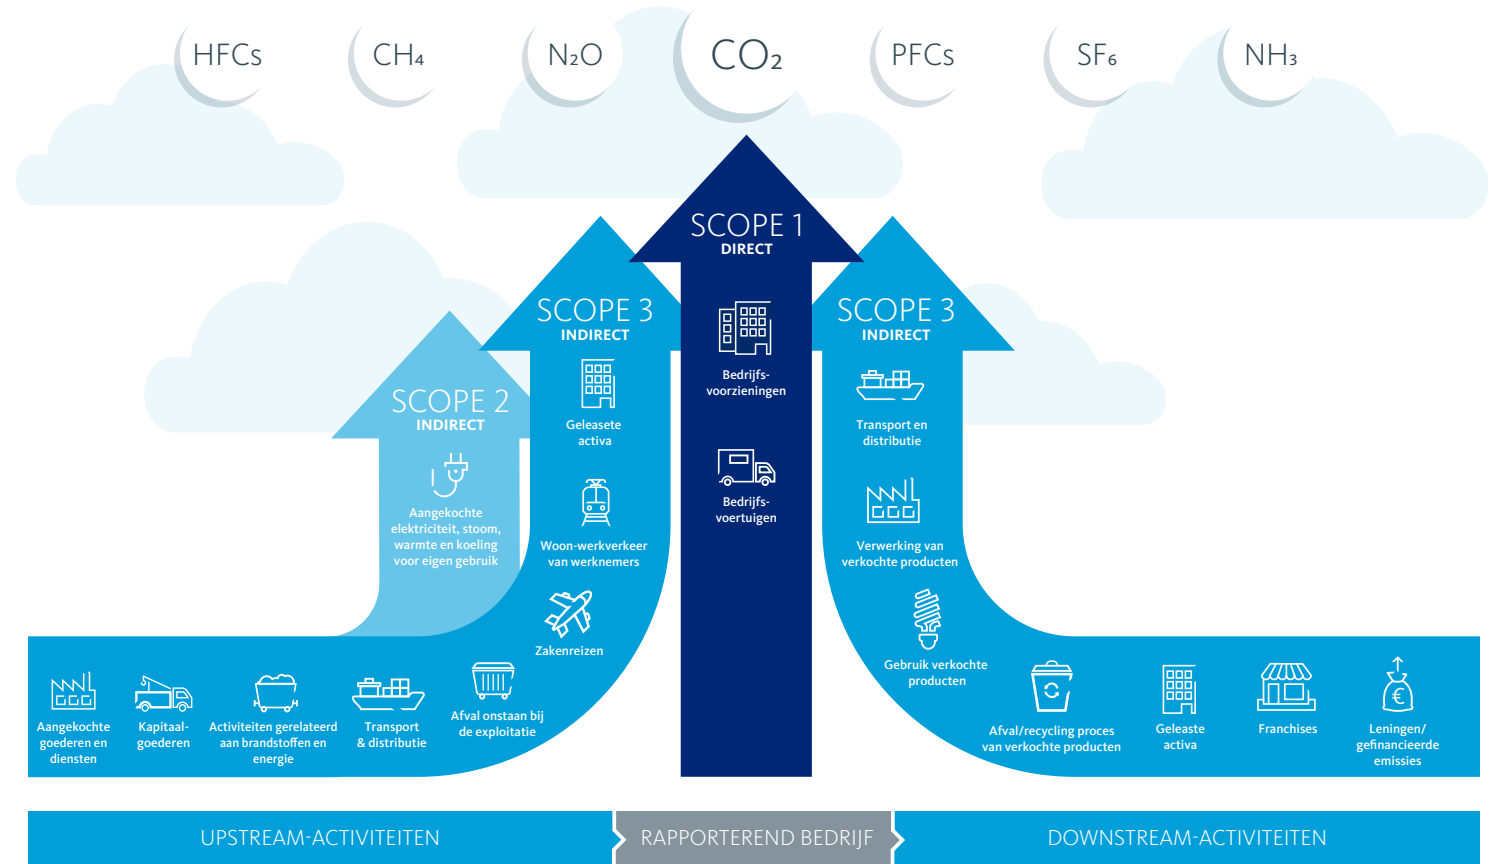 HFCs
CH₄
N₂O
CO₂
PFCs
SF₆
NH₃
SCOPE 1
DIRECT
Bedrijfs-
voorzieningen
Bedrijfs-
voertuigen
SCOPE 2
INDIRECT
Aangekochte
elektriciteit, stoom,
warmte en koeling
voor eigen gebruik
SCOPE 3
INDIRECT
Geleasete
activa
Woon-werkverkeer
van werknemers
Zakenreizen
Afval onstaan bij
de exploitatie
Transport
& distributie
Activiteiten gerelateerd
aan brandstoffen en
energie
Kapitaal-
goederen
Aangekochte
goederen en
diensten
SCOPE 3
INDIRECT
Transport en
distributie
Verwerking van
verkochte producten
Gebruik verkochte
producten
Afval/recycling proces
van verkochte producten
Geleaste
activa
Franchises
€
Leningen/
gefinancieerde
emissies
UPSTREAM-ACTIVITEITEN
RAPPORTEREND BEDRIJF
DOWNSTREAM-ACTIVITEITEN